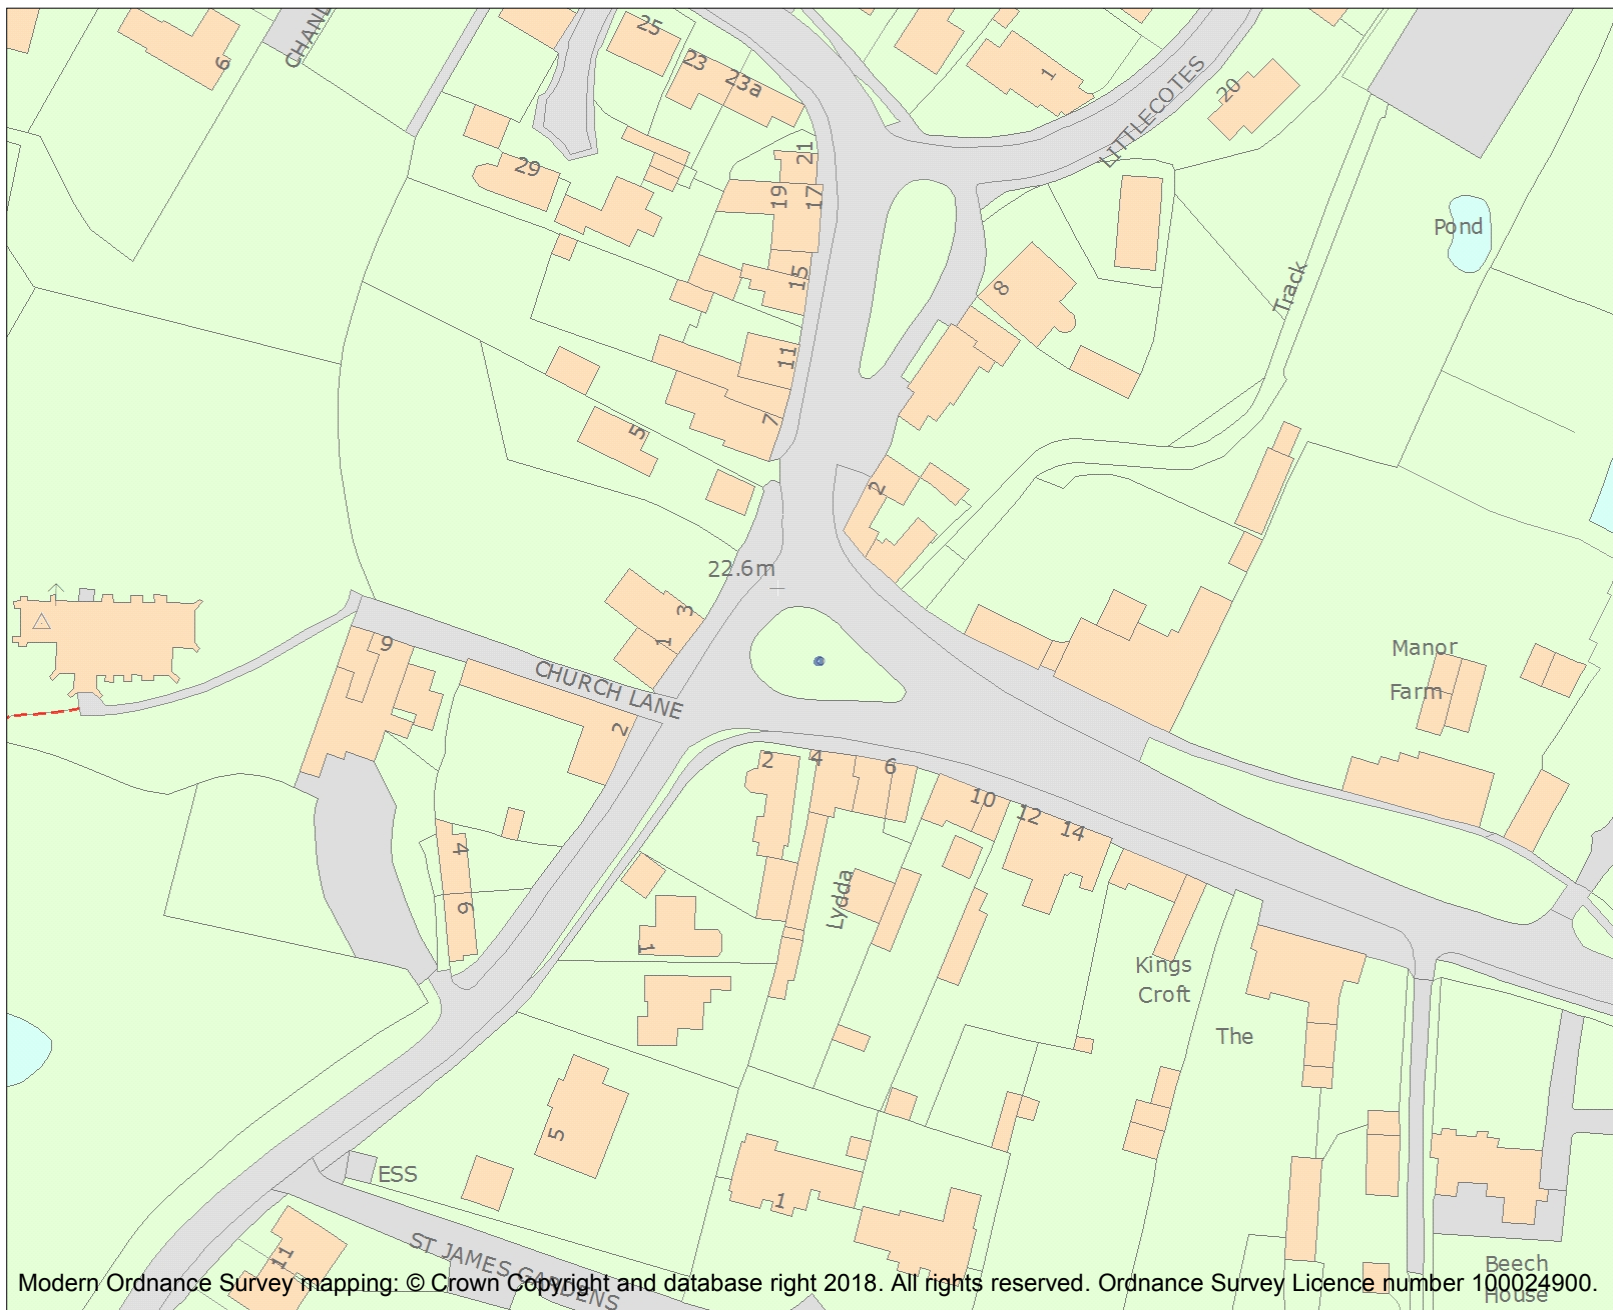 CHANL
25
23
23a
1
LITTLECOTES
20
6
29
21
19
17
Pond
15
8
Track
11
7
5
2
22.6m
3
1
9
CHURCH LANE
Manor
Farm
2
2
4
6
10
12
14
4
6
Lydda
1
Kings
Croft
The
5
ESS
1
11
ST JAMES GARDENS
Beech
House
Modern Ordnance Survey mapping: © Crown Copyright and database right 2018. All rights reserved. Ordnance Survey Licence number 100024900.